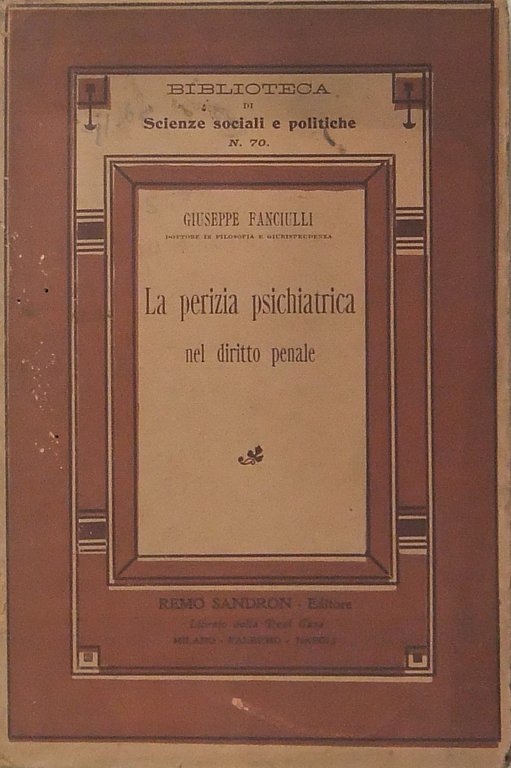 BIBLIOTECA
DI
Scienze sociali e politiche
N. 70.
GIUSEPPE FANCIULLI
DOTTORE IN FILOSOFIA E GIURISPRUDENZA
La perizia psichiatrica
nel diritto penale
REMO SANDRON - Editore
Libraio della Real Casa
MILANO - PALERMO - NAPOLI